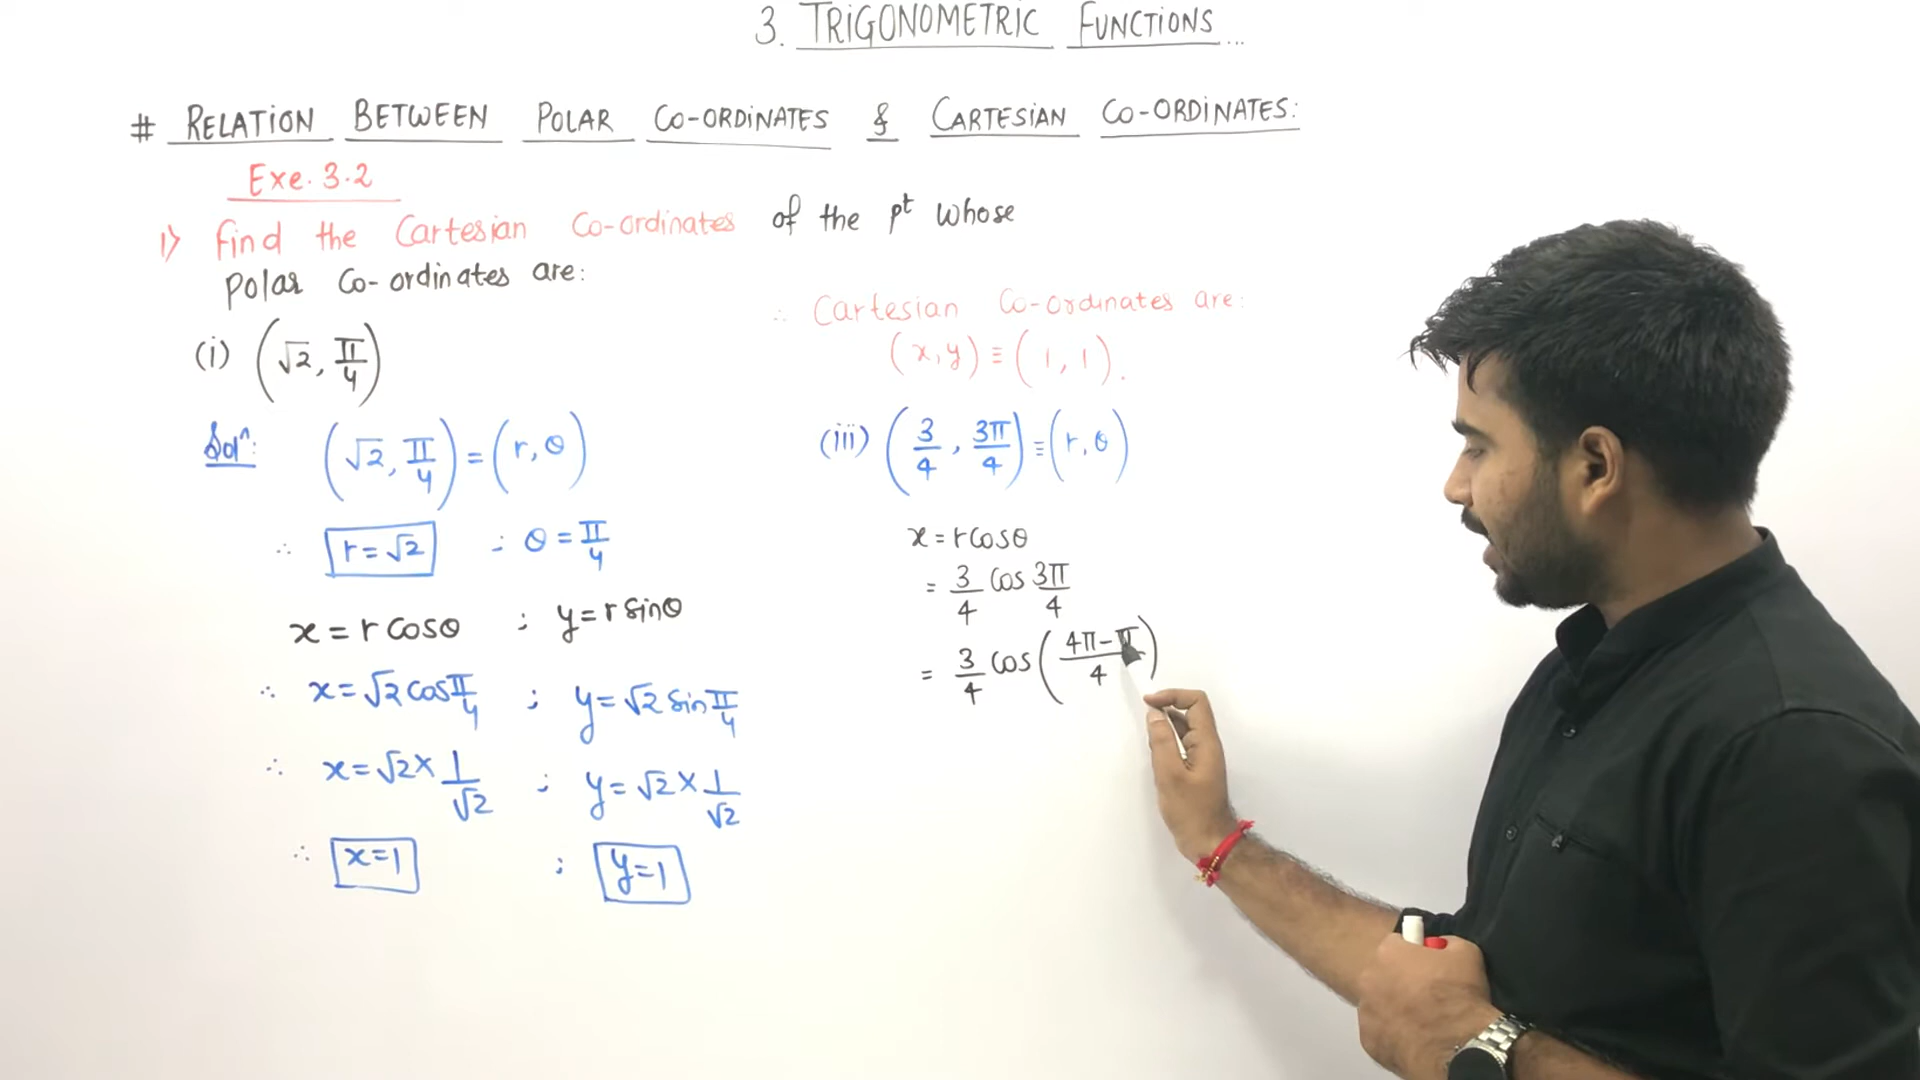 3. TRIGONOMETRIC FUNCTIONS...
# RELATION BETWEEN POLAR CO-ORDINATES & CARTESIAN CO-ORDINATES:
Exe. 3.2
1) Find the Cartesian Co-ordinates of the pt whose
polar Co-ordinates are:
(i) (√2, π/4)
Solⁿ: (√2, π/4) = (r, θ)
∴ r=√2 ; θ = π/4
x = r cosθ ; y = r sinθ
∴ x = √2 cos π/4 ; y = √2 sin π/4
∴ x = √2 × 1/√2 ; y = √2 × 1/√2
∴ x=1 ; y=1
∴ Cartesian Co-ordinates are:
(x, y) ≡ (1, 1).
(iii) (3/4, 3π/4) ≡ (r, θ)
x = r cosθ
= 3/4 cos 3π/4
= 3/4 cos (4π-π/4)